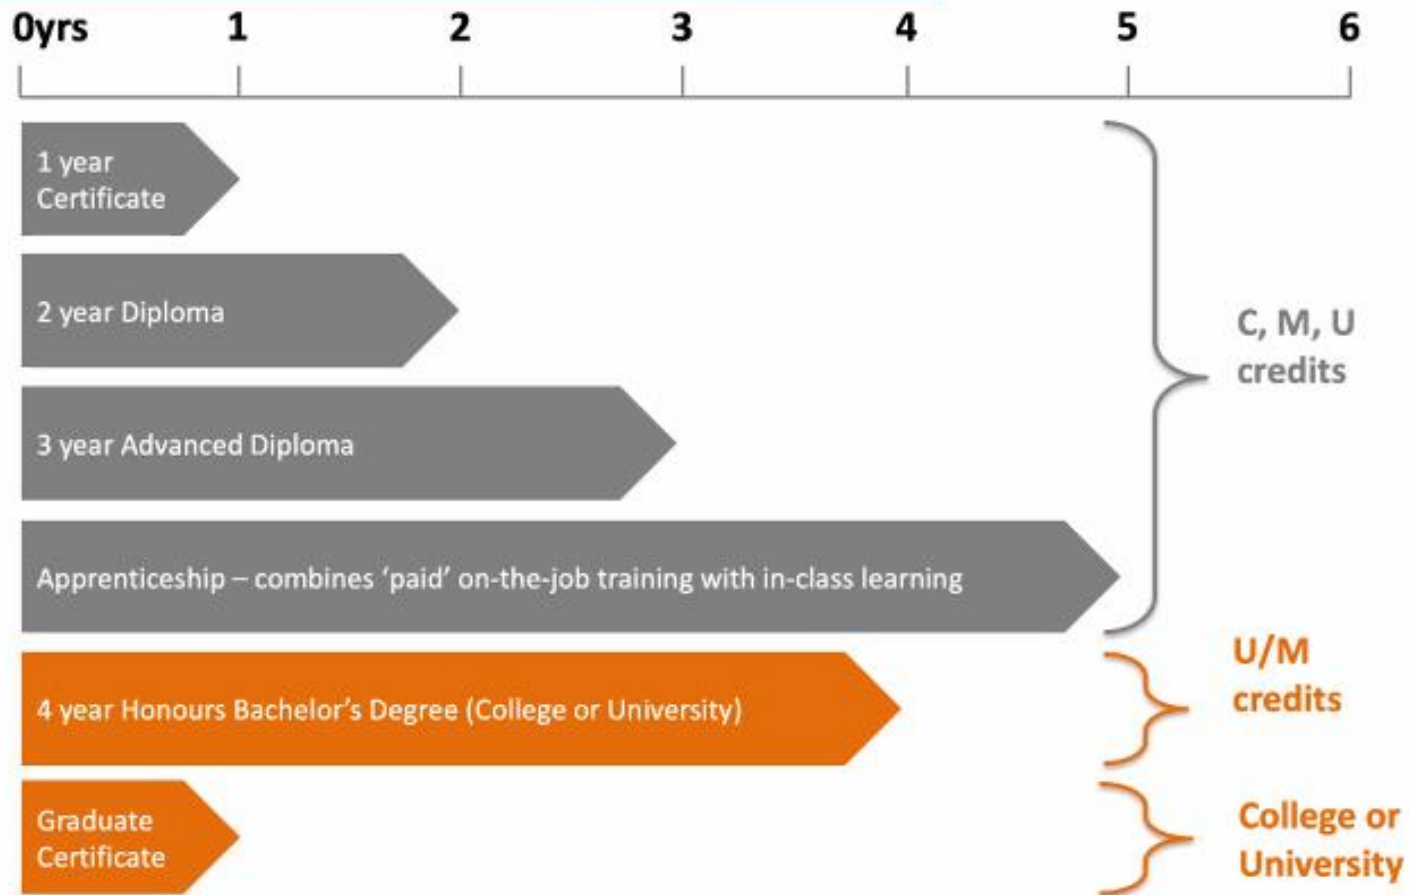 0yrs 1 2 3 4 5 6
1 year
Certificate
2 year Diploma
3 year Advanced Diploma
Apprenticeship – combines ‘paid’ on-the-job training with in-class learning
C, M, U
credits
4 year Honours Bachelor’s Degree (College or University)
U/M
credits
Graduate
Certificate
College or
University